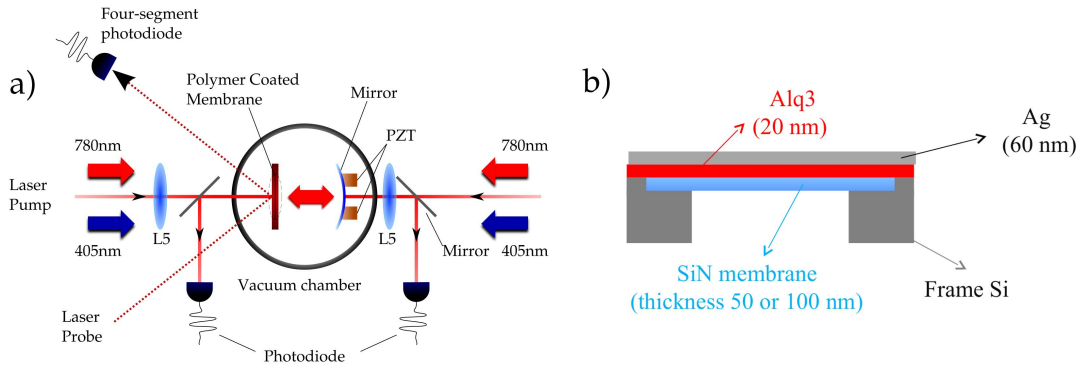 a)
Four-segment
photodiode
Polymer Coated
Membrane
Mirror
PZT
780nm
780nm
Laser
Pump
405nm
L5
L5
Mirror
405nm
Vacuum chamber
Laser
Probe
Photodiode
b)
Alq3
(20 nm)
Ag
(60 nm)
SiN membrane
(thickness 50 or 100 nm)
Frame Si